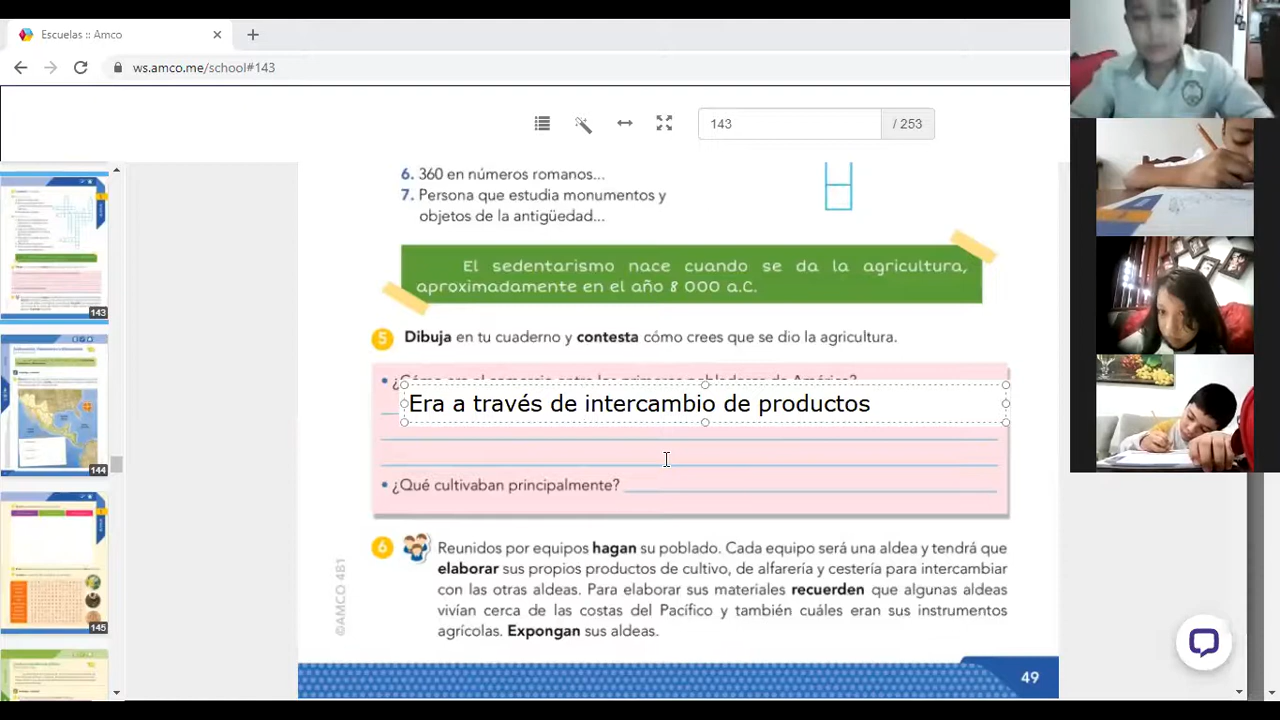 Escuelas :: Amco
ws.amco.me/school#143
143 / 253
6. 360 en números romanos...
7. Persona que estudia monumentos y
objetos de la antigüedad...
El sedentarismo nace cuando se da la agricultura,
aproximadamente en el año 8 000 a.C.
5 Dibuja en tu cuaderno y contesta cómo crees que se dio la agricultura.
Era a través de intercambio de productos
• ¿Qué cultivaban principalmente?
6 Reunidos por equipos hagan su poblado. Cada equipo será una aldea y tendrá que
elaborar sus propios productos de cultivo, de alfarería y cestería para intercambiar
con las otras aldeas. Para elaborar sus materiales recuerden que algunas aldeas
vivian cerca de las costas del Pacífico y también cuáles eran sus instrumentos
agrícolas. Expongan sus aldeas.
©AMCO 4B1
49
143
144
145